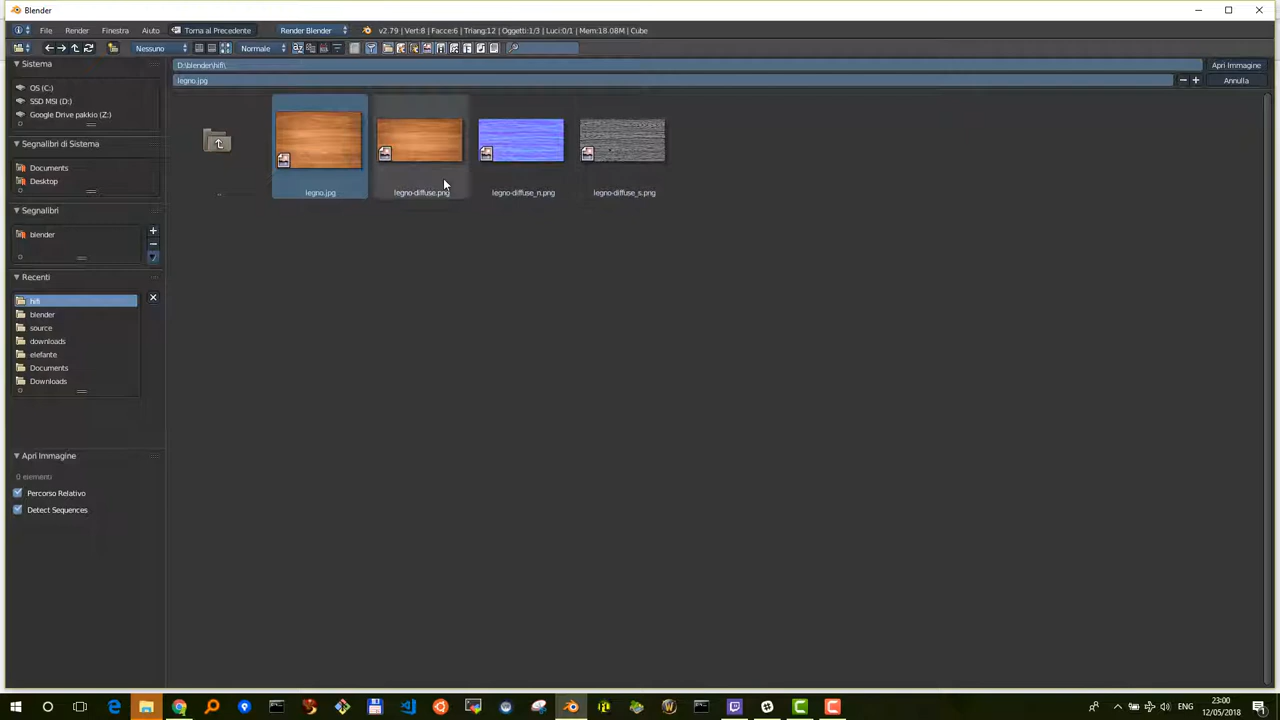 Blender
File Render Finestra Aiuto Torna al Precedente Render Blender v2.79 | Vert:8 | Facce:6 | Triang:12 | Oggetti:1/3 | Luci:0/1 | Mem:18.08M | Cube
Nessuno Normale
Sistema
OS (C:)
SSD MSI (D:)
Google Drive pakkio (Z:)
Segnalibri di Sistema
Documents
Desktop
Segnalibri
blender
Recenti
hifi
blender
source
downloads
elefante
Documents
Downloads
Apri Immagine
0 elementi
Percorso Relativo
Detect Sequences
D:\blender\hifi\
Apri Immagine
legno.jpg
Annulla
..
legno.jpg
legno-diffuse.png
legno-diffuse_n.png
legno-diffuse_s.png
ENG
23:00
12/05/2018